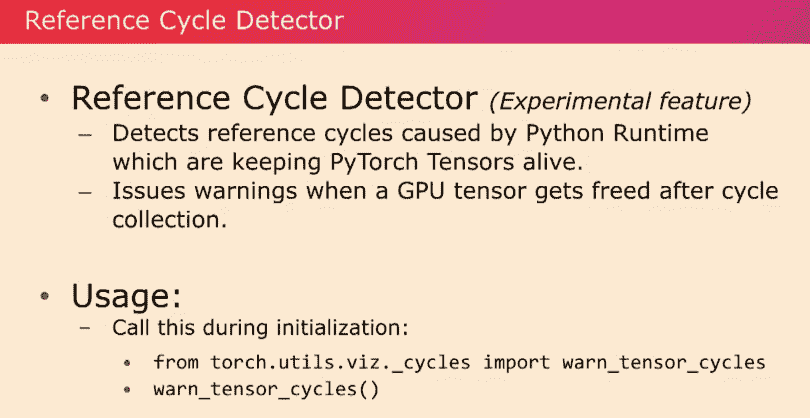 Reference Cycle Detector
• Reference Cycle Detector (Experimental feature)
– Detects reference cycles caused by Python Runtime
which are keeping PyTorch Tensors alive.
– Issues warnings when a GPU tensor gets freed after cycle
collection.
• Usage:
– Call this during initialization:
• from torch.utils.viz._cycles import warn_tensor_cycles
• warn_tensor_cycles()